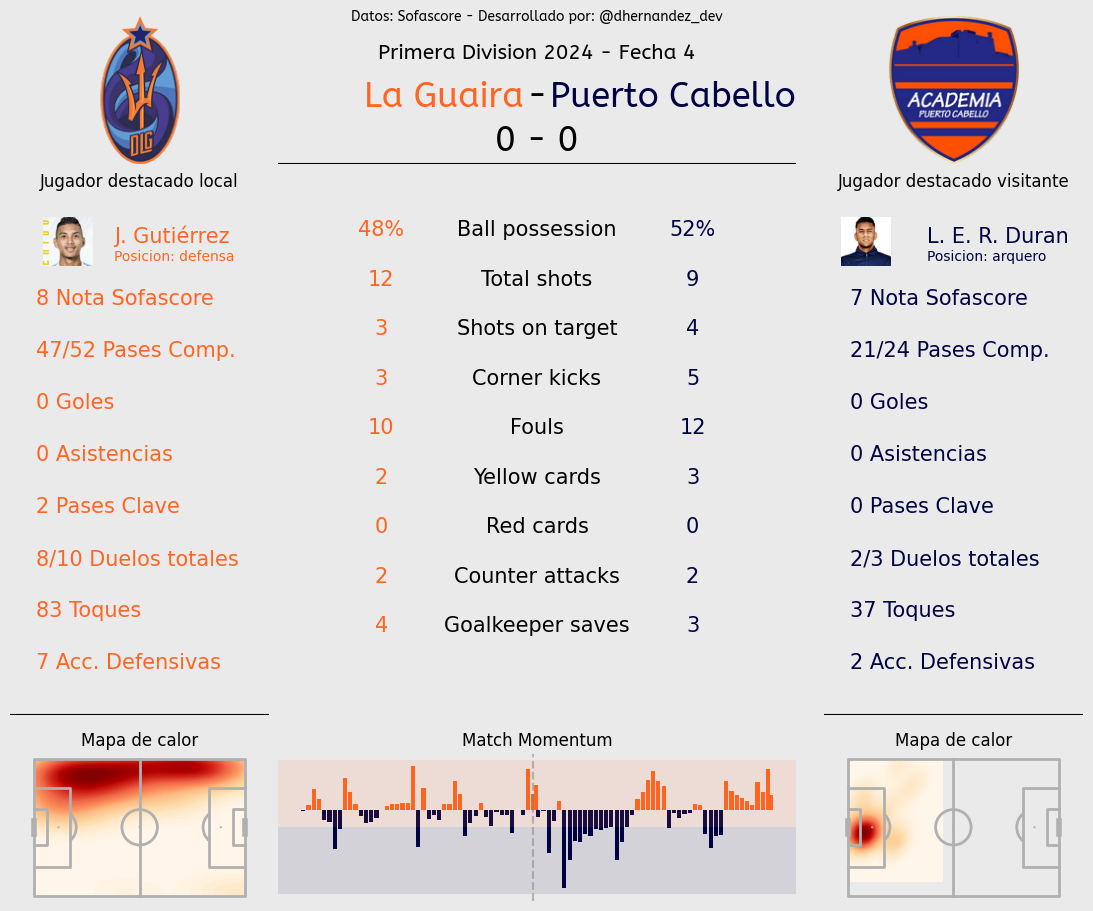 Datos: Sofascore - Desarrollado por: @dhernandez_dev
Primera Division 2024 - Fecha 4
La Guaira - Puerto Cabello
0 - 0
DLG
ACADEMIA
PUERTO CABELLO
Jugador destacado local
J. Gutiérrez
Posicion: defensa
8 Nota Sofascore
47/52 Pases Comp.
0 Goles
0 Asistencias
2 Pases Clave
8/10 Duelos totales
83 Toques
7 Acc. Defensivas
Mapa de calor
48% Ball possession 52%
12 Total shots 9
3 Shots on target 4
3 Corner kicks 5
10 Fouls 12
2 Yellow cards 3
0 Red cards 0
2 Counter attacks 2
4 Goalkeeper saves 3
Match Momentum
Jugador destacado visitante
L. E. R. Duran
Posicion: arquero
7 Nota Sofascore
21/24 Pases Comp.
0 Goles
0 Asistencias
0 Pases Clave
2/3 Duelos totales
37 Toques
2 Acc. Defensivas
Mapa de calor